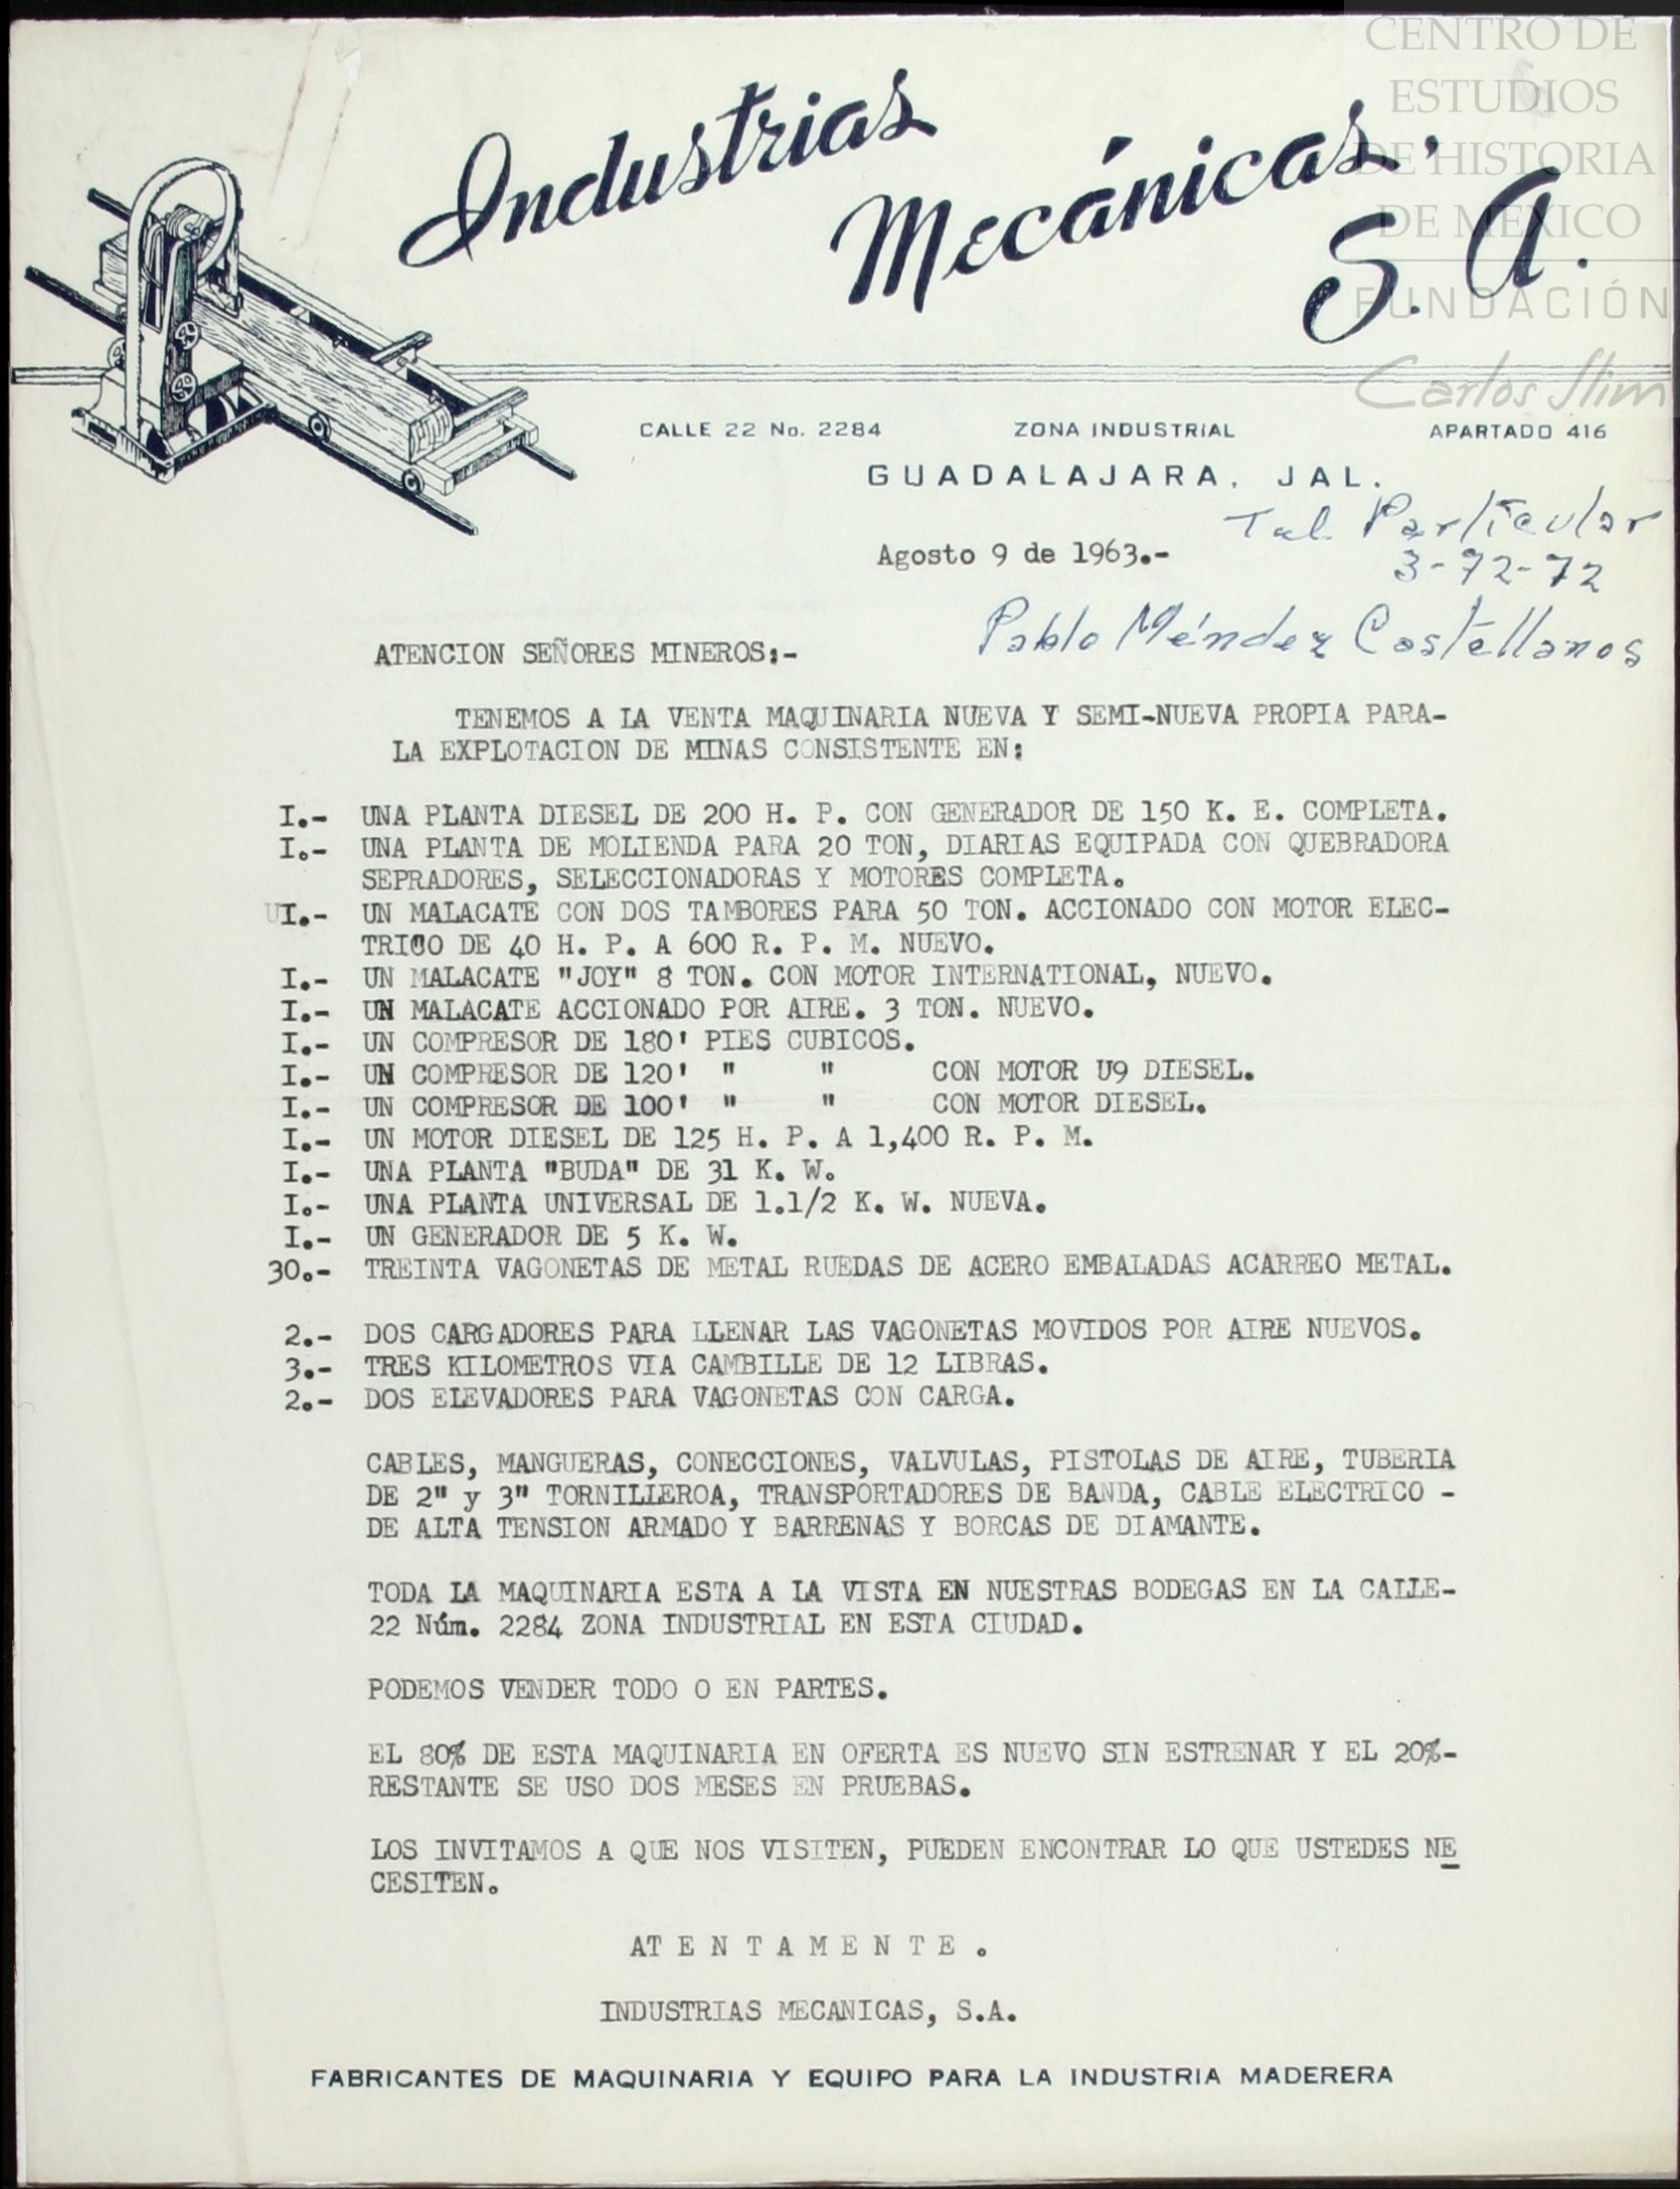 CENTRO DE
ESTUDIOS
DE HISTORIA
DE MEXICO
FUNDACIÓN
Carlos Slim
Industrias
Mecánicas,
S. A.
CALLE 22 No. 2284 ZONA INDUSTRIAL APARTADO 416
GUADALAJARA, JAL.
Tel. Particular
Agosto 9 de 1963.-
3-72-72
Pablo Méndez Castellanos
ATENCION SEÑORES MINEROS:-
TENEMOS A LA VENTA MAQUINARIA NUEVA Y SEMI-NUEVA PROPIA PARA-
LA EXPLOTACION DE MINAS CONSISTENTE EN:
I.- UNA PLANTA DIESEL DE 200 H. P. CON GENERADOR DE 150 K. E. COMPLETA.
I.- UNA PLANTA DE MOLIENDA PARA 20 TON, DIARIAS EQUIPADA CON QUEBRADORA
SEPRADORES, SELECCIONADORAS Y MOTORES COMPLETA.
I.- UN MALACATE CON DOS TAMBORES PARA 50 TON. ACCIONADO CON MOTOR ELEC-
TRICO DE 40 H. P. A 600 R. P. M. NUEVO.
I.- UN MALACATE "JOY" 8 TON. CON MOTOR INTERNATIONAL, NUEVO.
I.- UN MALACATE ACCIONADO POR AIRE. 3 TON. NUEVO.
I.- UN COMPRESOR DE 180' PIES CUBICOS.
I.- UN COMPRESOR DE 120' " " CON MOTOR U9 DIESEL.
I.- UN COMPRESOR DE 100' " " CON MOTOR DIESEL.
I.- UN MOTOR DIESEL DE 125 H. P. A 1,400 R. P. M.
I.- UNA PLANTA "BUDA" DE 31 K. W.
I.- UNA PLANTA UNIVERSAL DE 1.1/2 K. W. NUEVA.
I.- UN GENERADOR DE 5 K. W.
30.- TREINTA VAGONETAS DE METAL RUEDAS DE ACERO EMBALADAS ACARREO METAL.
2.- DOS CARGADORES PARA LLENAR LAS VAGONETAS MOVIDOS POR AIRE NUEVOS.
3.- TRES KILOMETROS VIA CAMBILLE DE 12 LIBRAS.
2.- DOS ELEVADORES PARA VAGONETAS CON CARGA.
CABLES, MANGUERAS, CONECCIONES, VALVULAS, PISTOLAS DE AIRE, TUBERIA
DE 2" y 3" TORNILLEROA, TRANSPORTADORES DE BANDA, CABLE ELECTRICO -
DE ALTA TENSION ARMADO Y BARRENAS Y BORCAS DE DIAMANTE.
TODA LA MAQUINARIA ESTA A LA VISTA EN NUESTRAS BODEGAS EN LA CALLE-
22 Núm. 2284 ZONA INDUSTRIAL EN ESTA CIUDAD.
PODEMOS VENDER TODO O EN PARTES.
EL 80% DE ESTA MAQUINARIA EN OFERTA ES NUEVO SIN ESTRENAR Y EL 20%-
RESTANTE SE USO DOS MESES EN PRUEBAS.
LOS INVITAMOS A QUE NOS VISITEN, PUEDEN ENCONTRAR LO QUE USTEDES NE
CESITEN.
AT E N T A M E N T E .
INDUSTRIAS MECANICAS, S.A.
FABRICANTES DE MAQUINARIA Y EQUIPO PARA LA INDUSTRIA MADERERA